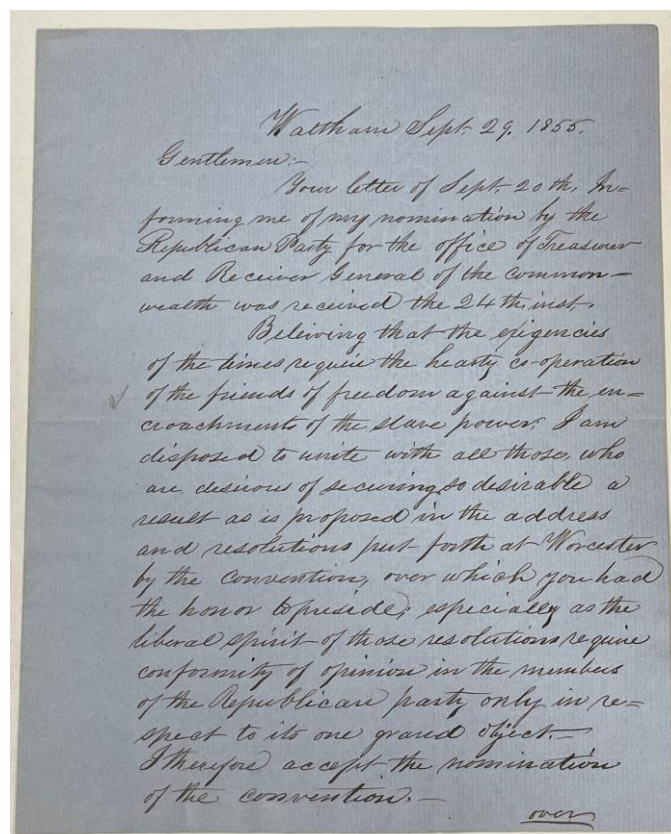 Waltham Sept. 29. 1855.
Gentlemen:-
Your letter of Sept. 20th, In-
forming me of my nomination by the
Republican Party for the office of Treasurer
and Receiver General of the common-
wealth was received the 24th inst.
Beleiving that the exigencies
of the times require the hearty co-operation
of the friends of freedom against the en-
croachments of the slave power, I am
disposed to unite with all those, who
are desirous of securing so desirable a
result as is proposed in the address
and resolutions put forth at Worcester
by the convention, over which you had
the honor to preside, especially as the
liberal spirit of those resolutions require
conformity of opinion in the members
of the Republican party only in re-
spect to its one grand object.-
I therefore accept the nomination
of the convention.-
over